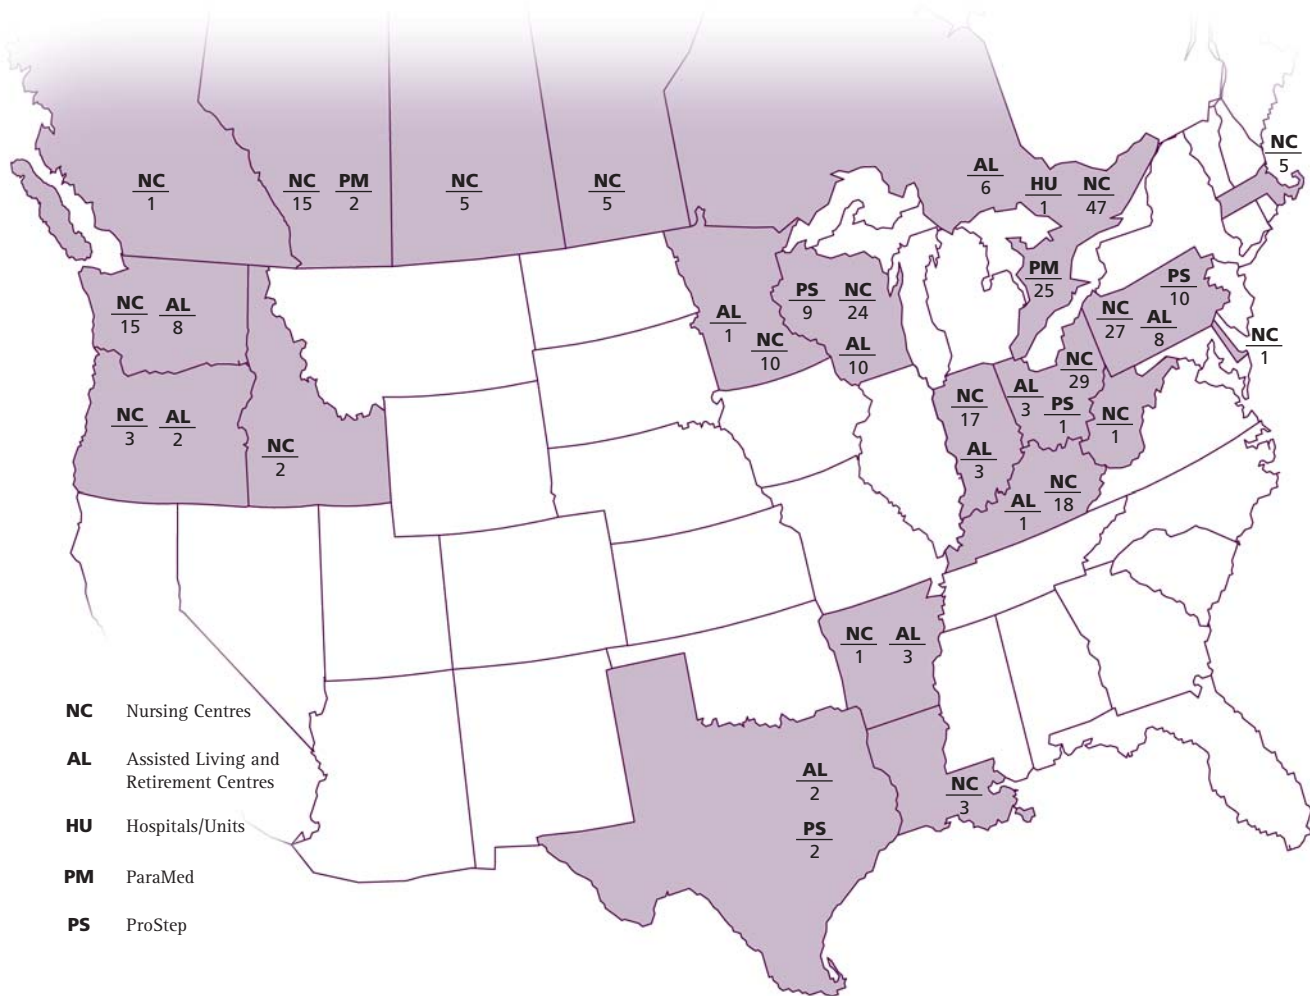 NC
5
AL
6
HU
1
NC
47
NC
1
NC
15
PM
2
NC
5
NC
5
PM
25
PS
10
NC
27
AL
8
NC
1
NC
15
AL
8
AL
1
NC
10
PS
9
NC
24
AL
10
NC
29
AL
3
PS
1
NC
17
AL
3
NC
1
NC
3
AL
2
NC
2
AL
1
NC
18
NC
1
AL
3
AL
2
PS
2
NC
3
NC Nursing Centres
AL Assisted Living and
Retirement Centres
HU Hospitals/Units
PM ParaMed
PS ProStep